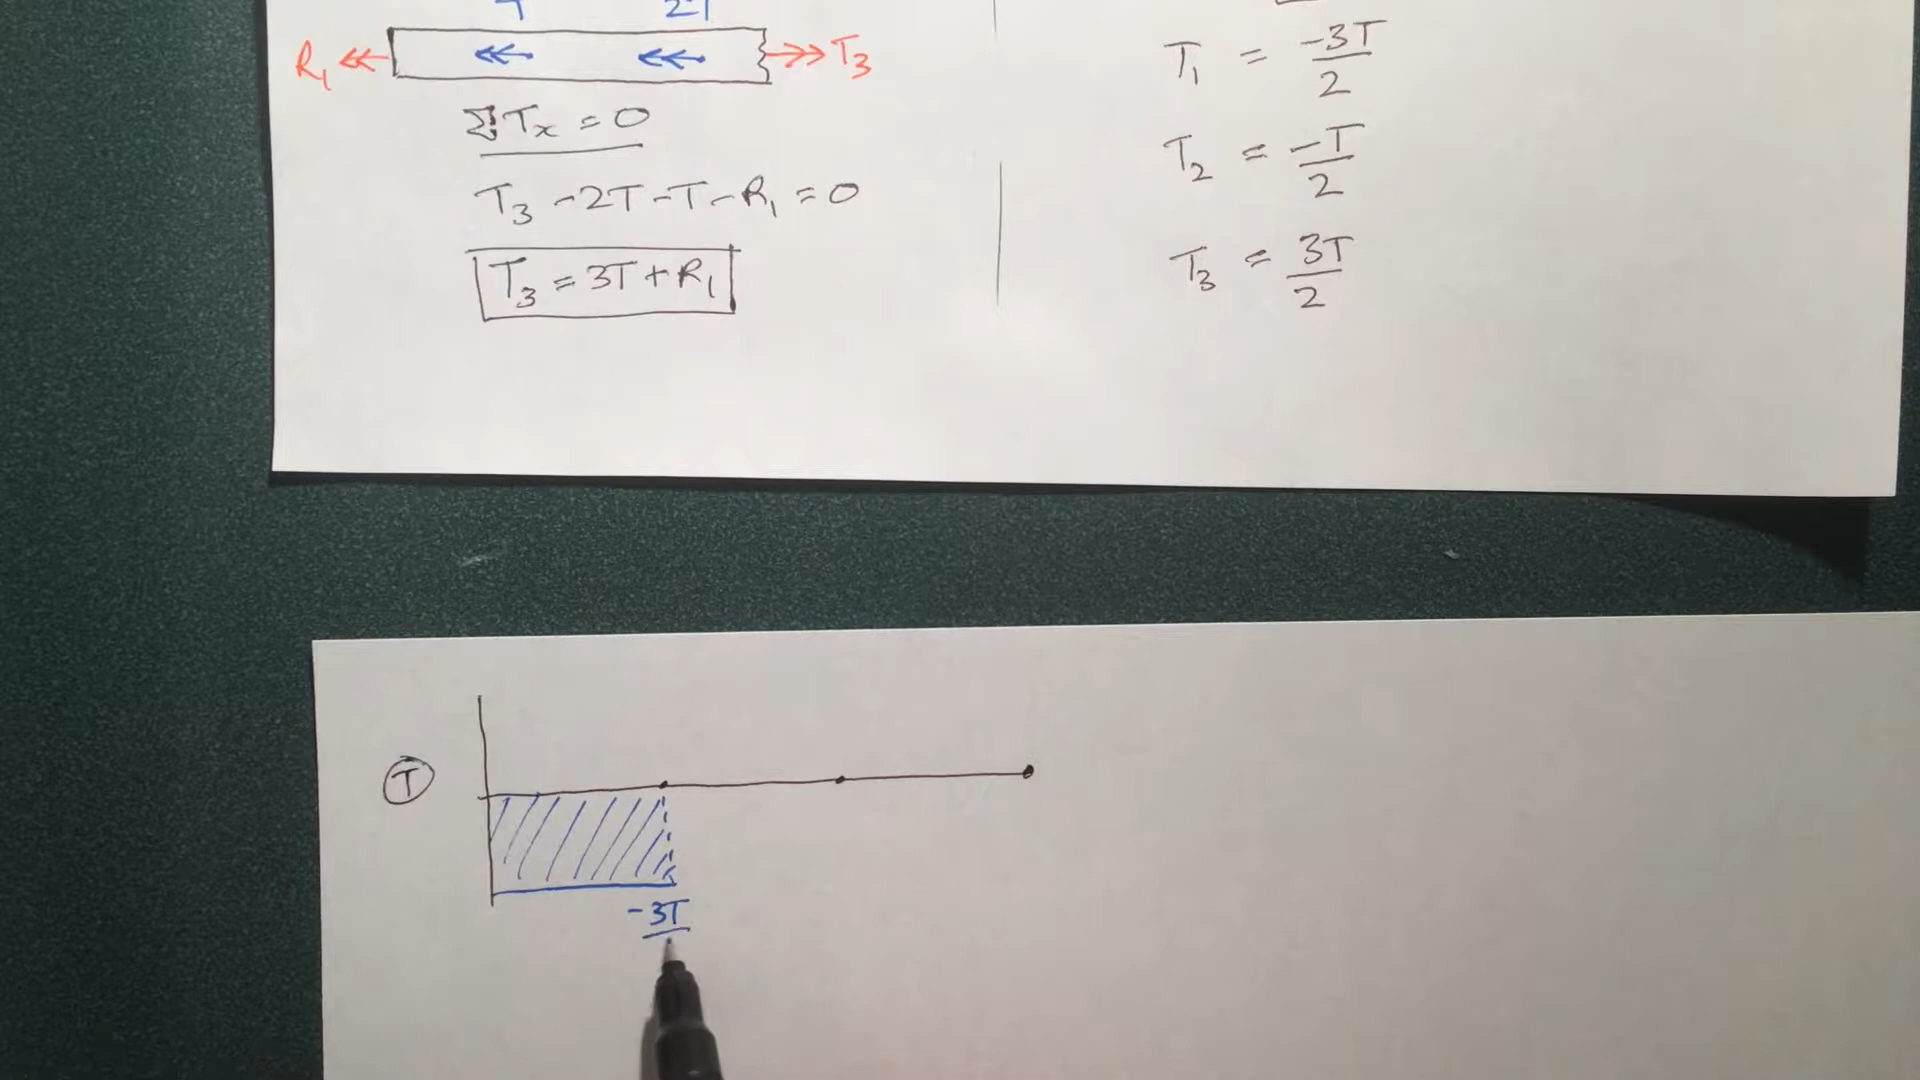 T 2T
R₁ T₃
ΣTx = 0
T₃ - 2T - T - R₁ = 0
T₃ = 3T + R₁
T₁ = -3T/2
T₂ = -T/2
T₃ = 3T/2
T
-3T